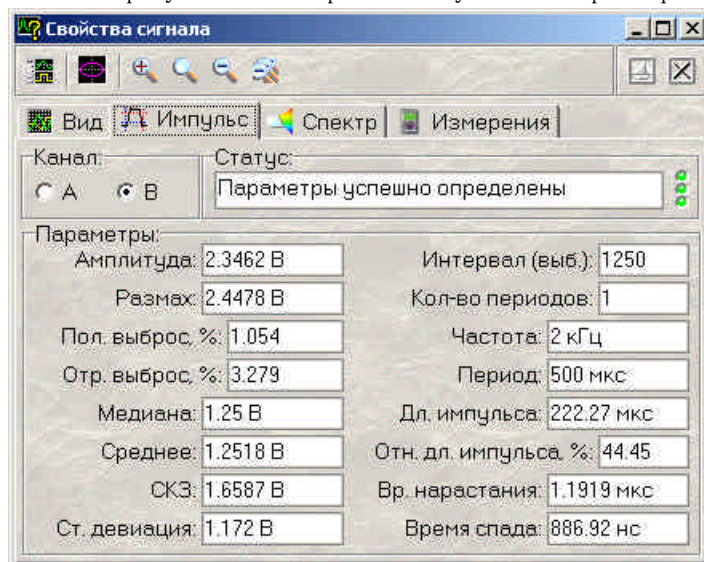 Свойства сигнала
Вид Импульс Спектр Измерения
Канал: Статус:
А В Параметры успешно определены
Параметры:
Амплитуда: 2.3462 В Интервал (выб.): 1250
Размах: 2.4478 В Кол-во периодов: 1
Пол. выброс, %: 1.054 Частота: 2 кГц
Отр. выброс, %: 3.279 Период: 500 мкс
Медиана: 1.25 В Дл. импульса: 222.27 мкс
Среднее: 1.2518 В Отн. дл. импульса, %: 44.45
СКЗ: 1.6587 В Вр. нарастания: 1.1919 мкс
Ст. девиация: 1.172 В Время спада: 886.92 нс